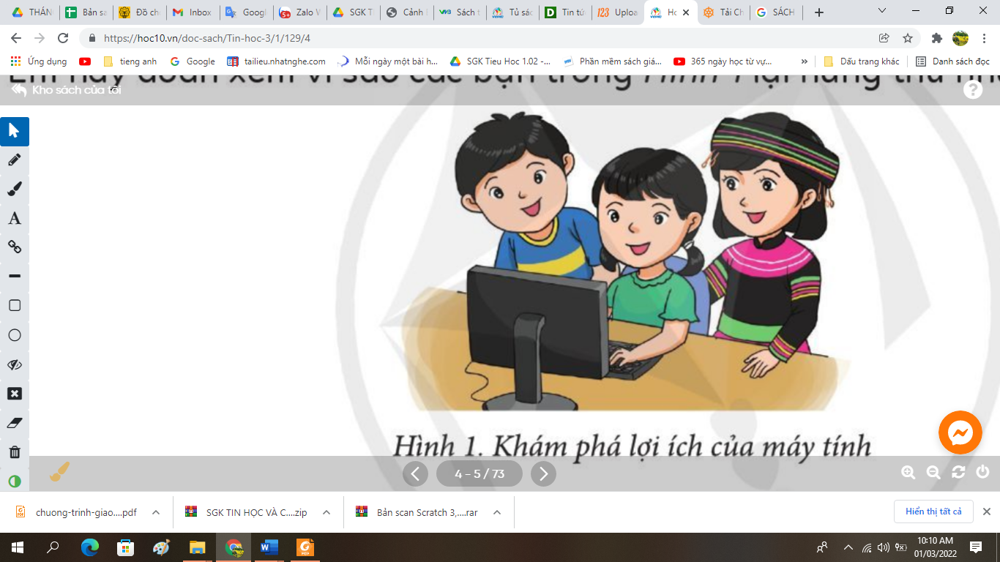 THÁN
Bản sa
Đồ ch
Inbox
Googl
Zalo W
SGK T
Cảnh
Sách t
Tủ sác
Tin tứ
Uploa
Ho
Tải Ch
SÁCH
https://hoc10.vn/doc-sach/Tin-hoc-3/1/129/4
Ứng dụng
tieng anh
Google
tailieu.nhatnghe.com
Mỗi ngày một bài h...
SGK Tieu Hoc 1.02 -...
Phần mềm sách giá...
365 ngày học từ vự...
»
Dấu trang khác
Danh sách đọc
Em hãy đoán xem vì sao các bạn trong Hình 1 lại hứng thú
Kho sách của tôi
Hình 1. Khám phá lợi ích của máy tính
4 - 5 / 73
chuong-trinh-giao....pdf
SGK TIN HỌC VÀ C....zip
Bản scan Scratch 3,....rar
Hiển thị tất cả
10:10 AM
01/03/2022